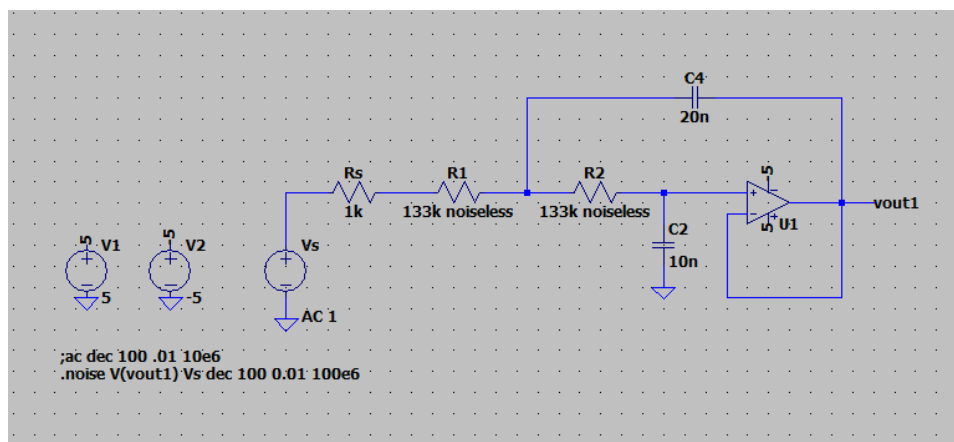 C4
20n
Rs
1k
R1
133k noiseless
R2
133k noiseless
-5
+
−
5
U1
vout1
C2
10n
5
V1
5
-5
V2
-5
Vs
AC 1
;ac dec 100 .01 10e6
.noise V(vout1) Vs dec 100 0.01 100e6